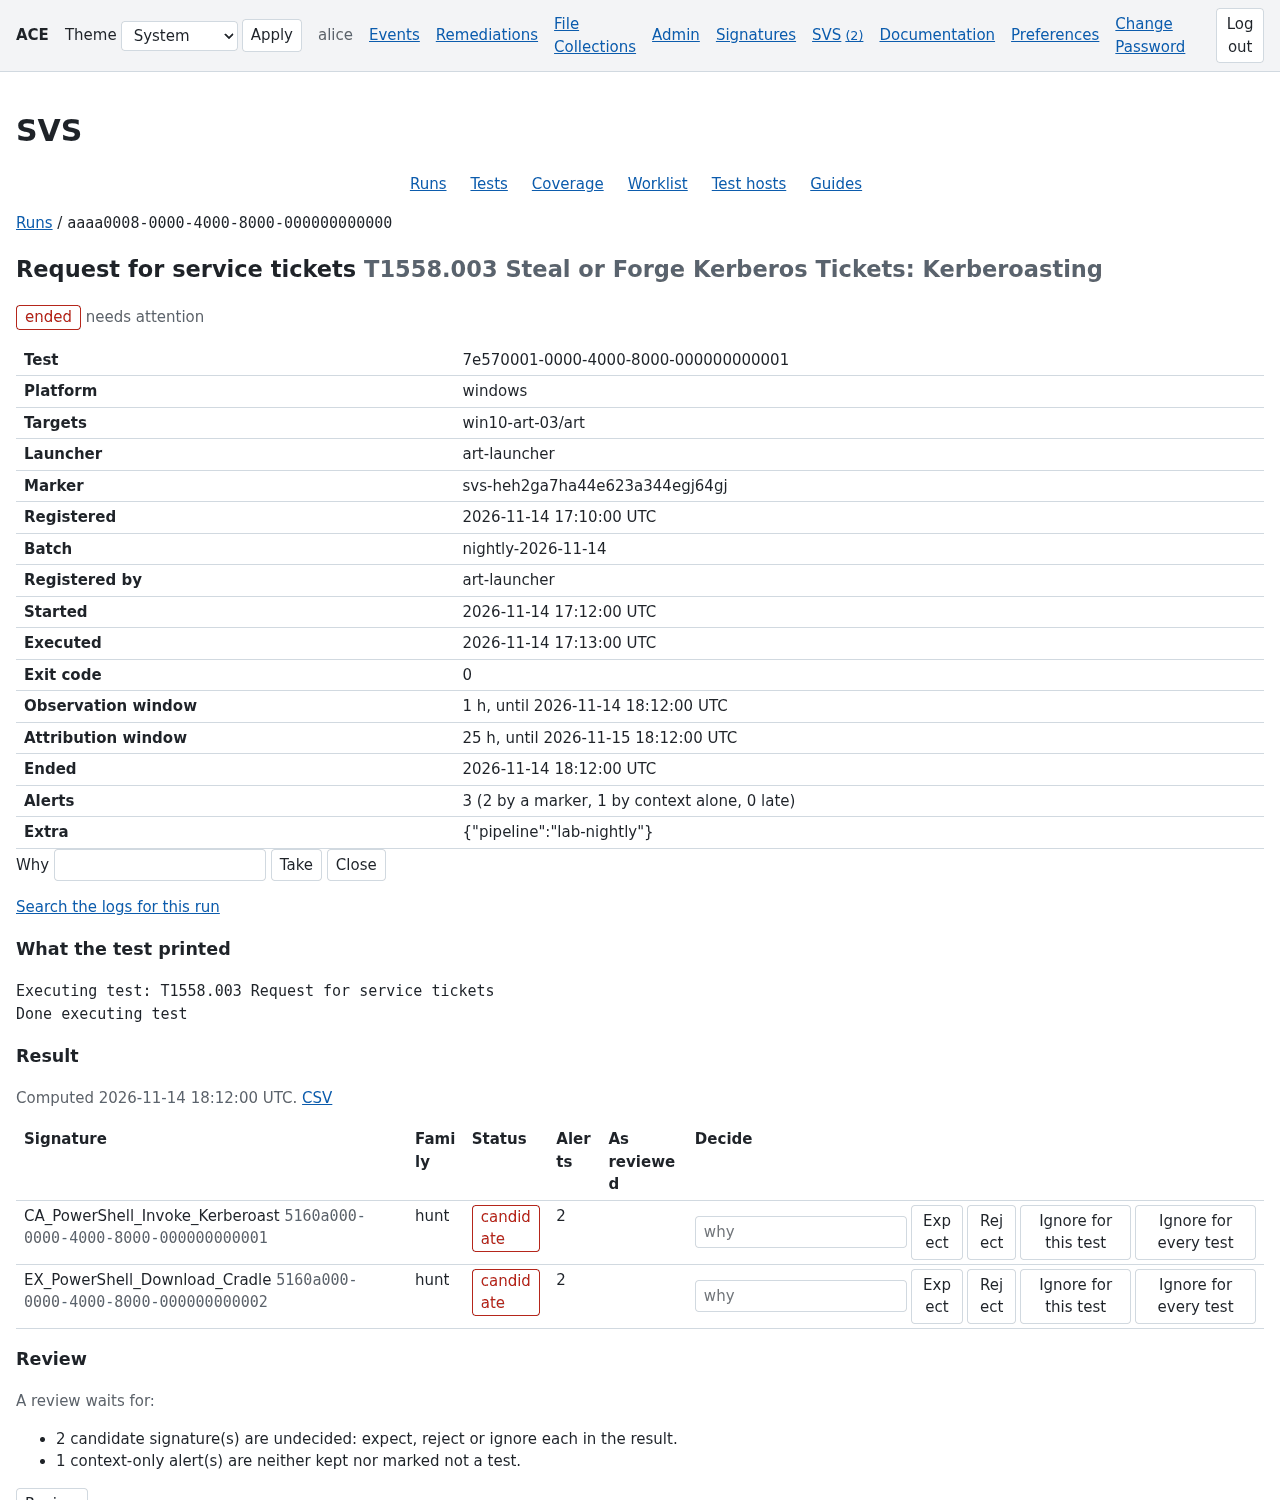 ACE Theme System Apply alice Events Remediations File Collections Admin Signatures SVS (2) Documentation Preferences Change Password Log out
SVS
Runs Tests Coverage Worklist Test hosts Guides
Runs / aaaa0008-0000-4000-8000-000000000000
Request for service tickets T1558.003 Steal or Forge Kerberos Tickets: Kerberoasting
ended needs attention
Test 7e570001-0000-4000-8000-000000000001
Platform windows
Targets win10-art-03/art
Launcher art-launcher
Marker svs-heh2ga7ha44e623a344egj64gj
Registered 2026-11-14 17:10:00 UTC
Batch nightly-2026-11-14
Registered by art-launcher
Started 2026-11-14 17:12:00 UTC
Executed 2026-11-14 17:13:00 UTC
Exit code 0
Observation window 1 h, until 2026-11-14 18:12:00 UTC
Attribution window 25 h, until 2026-11-15 18:12:00 UTC
Ended 2026-11-14 18:12:00 UTC
Alerts 3 (2 by a marker, 1 by context alone, 0 late)
Extra {"pipeline":"lab-nightly"}
Why Take Close
Search the logs for this run
What the test printed
Executing test: T1558.003 Request for service tickets
Done executing test
Result
Computed 2026-11-14 18:12:00 UTC. CSV
Signature Family Status Alerts As reviewed Decide
CA_PowerShell_Invoke_Kerberoast 5160a000-0000-4000-8000-000000000001 hunt candidate 2 why Expect Reject Ignore for this test Ignore for every test
EX_PowerShell_Download_Cradle 5160a000-0000-4000-8000-000000000002 hunt candidate 2 why Expect Reject Ignore for this test Ignore for every test
Review
A review waits for:
• 2 candidate signature(s) are undecided: expect, reject or ignore each in the result.
• 1 context-only alert(s) are neither kept nor marked not a test.